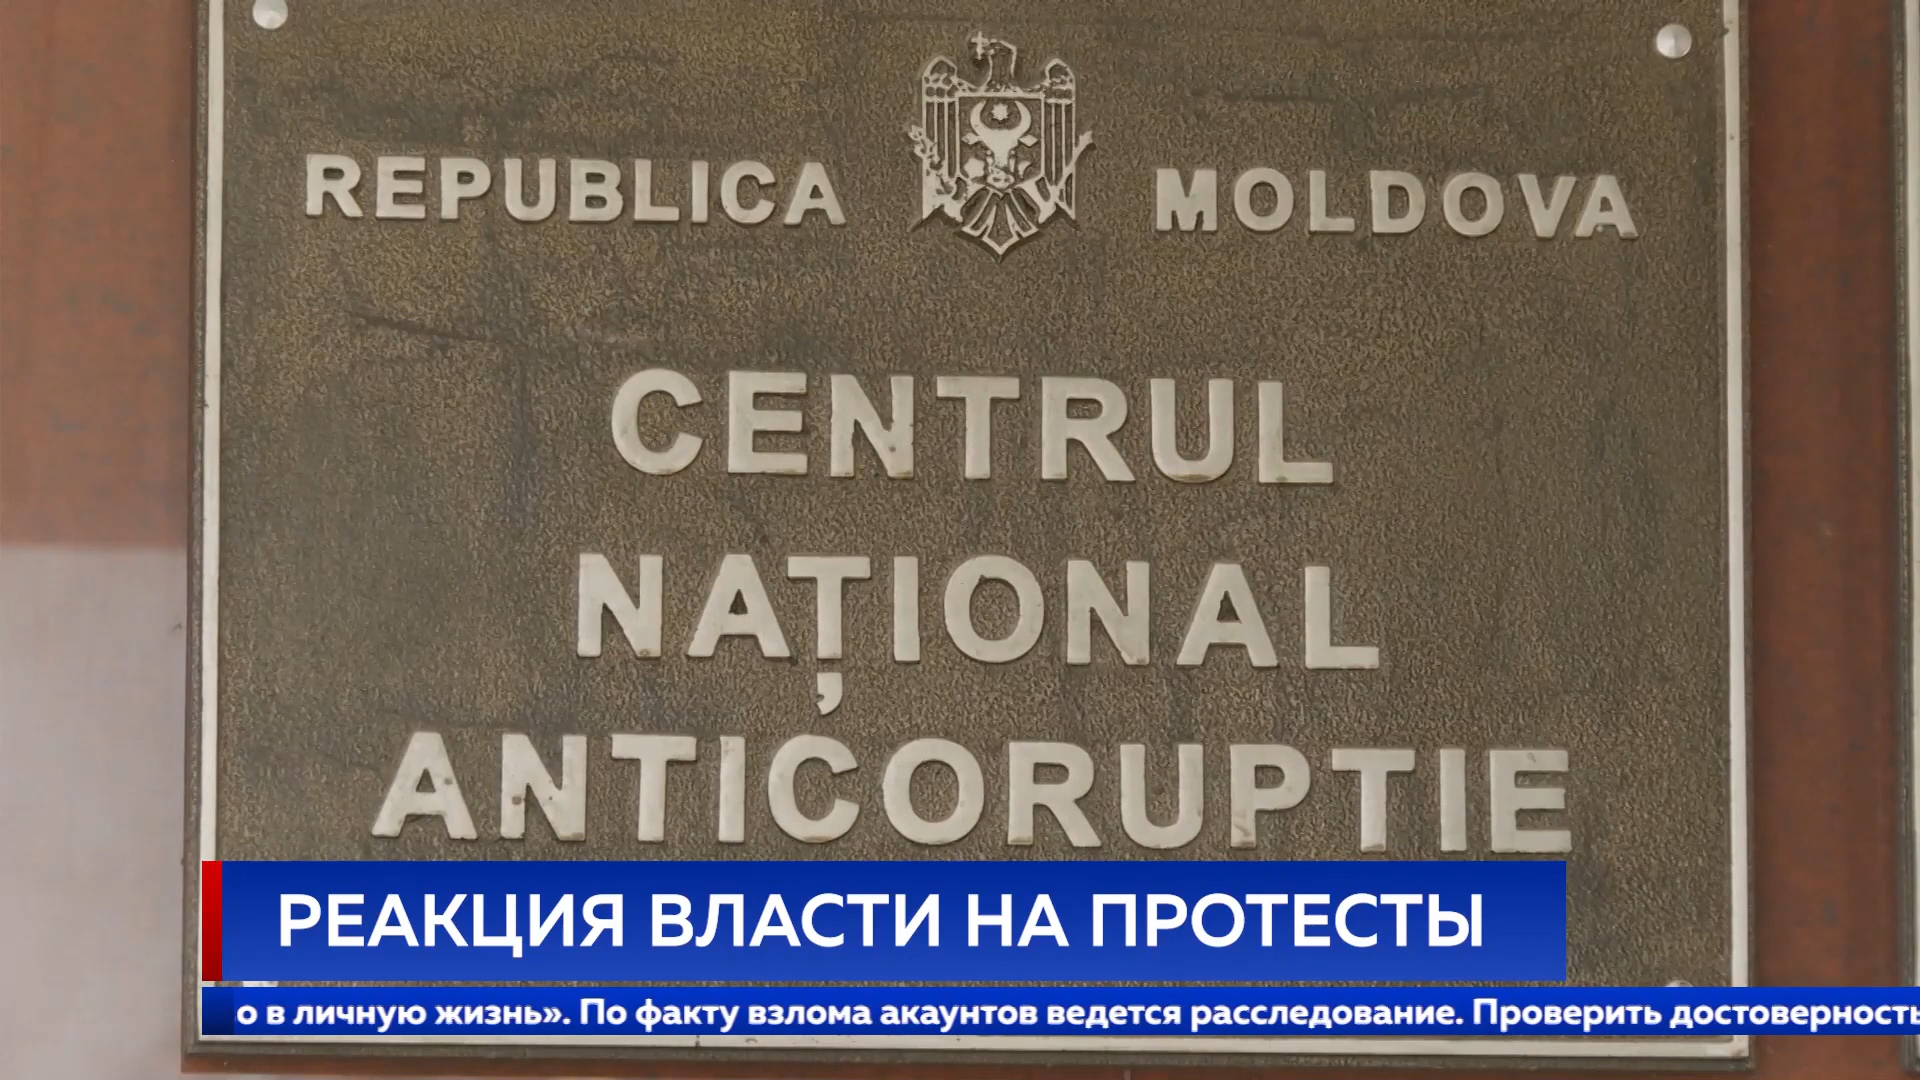 REPUBLICA MOLDOVA
CENTRUL
NAȚIONAL
ANTICORUPTIE
РЕАКЦИЯ ВЛАСТИ НА ПРОТЕСТЫ
о в личную жизнь». По факту взлома акаунтов ведется расследование. Проверить достоверность